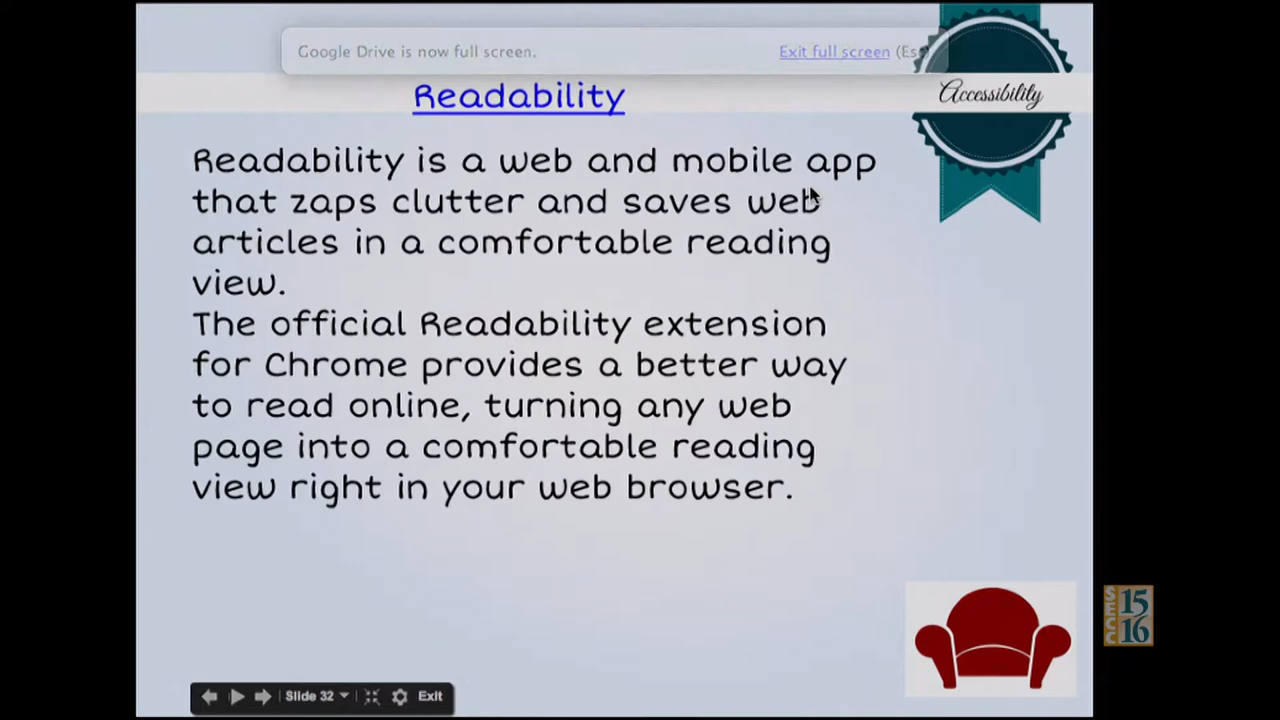 Google Drive is now full screen. Exit full screen (Es
Readability
Accessibility
Readability is a web and mobile app
that zaps clutter and saves web
articles in a comfortable reading
view.
The official Readability extension
for Chrome provides a better way
to read online, turning any web
page into a comfortable reading
view right in your web browser.
SECC
15
16
Slide 32
Exit